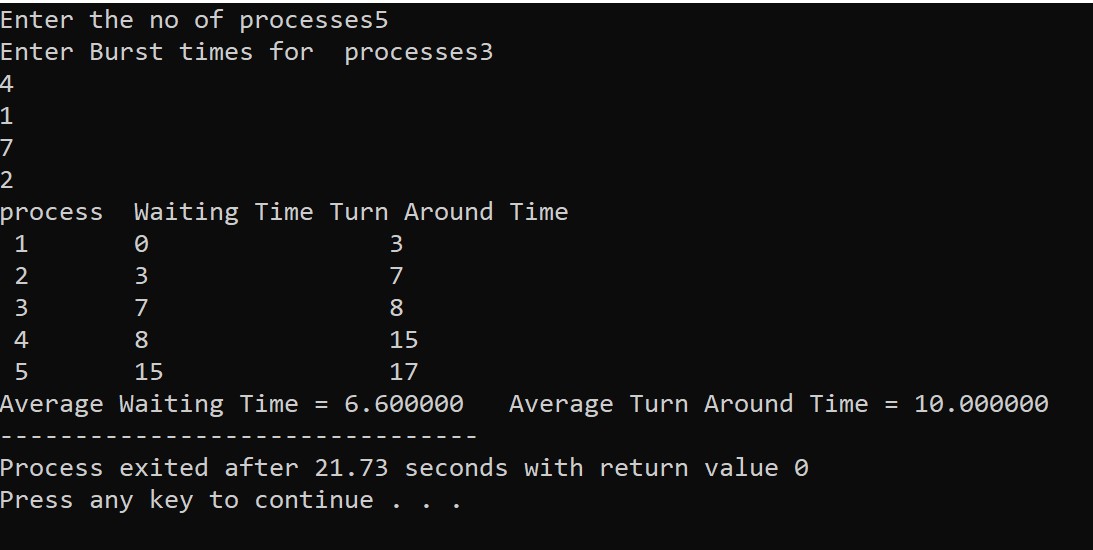 Enter the no of processes5
Enter Burst times for  processes3
4
1
7
2
process  Waiting Time Turn Around Time
 1       0                3
 2       3                7
 3       7                8
 4       8                15
 5       15               17
Average Waiting Time = 6.600000   Average Turn Around Time = 10.000000
--------------------------------
Process exited after 21.73 seconds with return value 0
Press any key to continue . . .